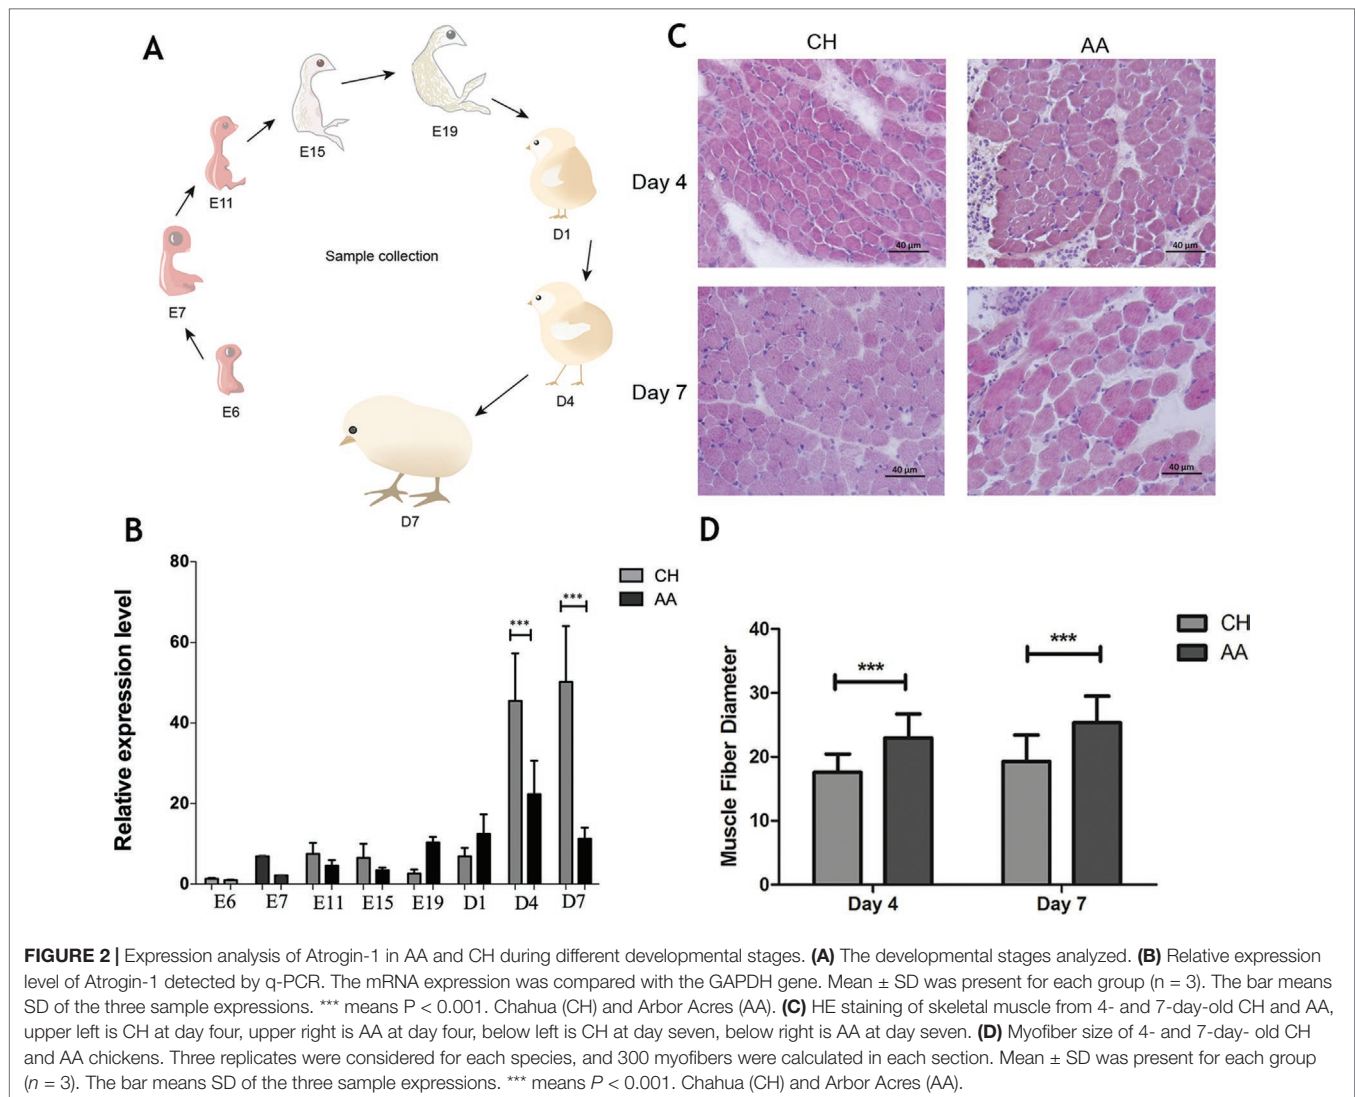 A
E6
E7
E11
E15
E19
D1
D4
D7
Sample collection
C
CH
AA
Day 4
Day 7
40 µm
40 µm
40 µm
40 µm
B
Relative expression level
80
60
40
20
0
***
***
CH
AA
E6 E7 E11 E15 E19 D1 D4 D7
D
Muscle Fiber Diameter
40
30
20
10
0
***
***
CH
AA
Day 4 Day 7
FIGURE 2 | Expression analysis of Atrogin-1 in AA and CH during different developmental stages. (A) The developmental stages analyzed. (B) Relative expression
level of Atrogin-1 detected by q-PCR. The mRNA expression was compared with the GAPDH gene. Mean ± SD was present for each group (n = 3). The bar means
SD of the three sample expressions. *** means P < 0.001. Chahua (CH) and Arbor Acres (AA). (C) HE staining of skeletal muscle from 4- and 7-day-old CH and AA,
upper left is CH at day four, upper right is AA at day four, below left is CH at day seven, below right is AA at day seven. (D) Myofiber size of 4- and 7-day- old CH
and AA chickens. Three replicates were considered for each species, and 300 myofibers were calculated in each section. Mean ± SD was present for each group
(n = 3). The bar means SD of the three sample expressions. *** means P < 0.001. Chahua (CH) and Arbor Acres (AA).